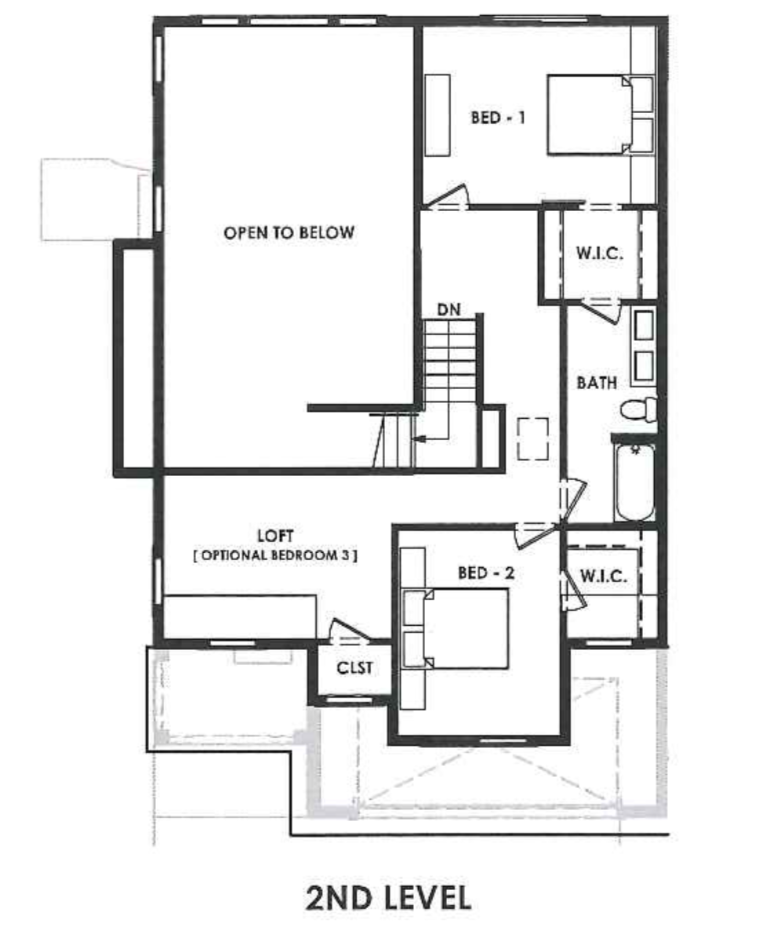 BED - 1
OPEN TO BELOW
W.I.C.
DN
BATH
LOFT
[ OPTIONAL BEDROOM 3 ]
BED - 2
W.I.C.
CLST
2ND LEVEL